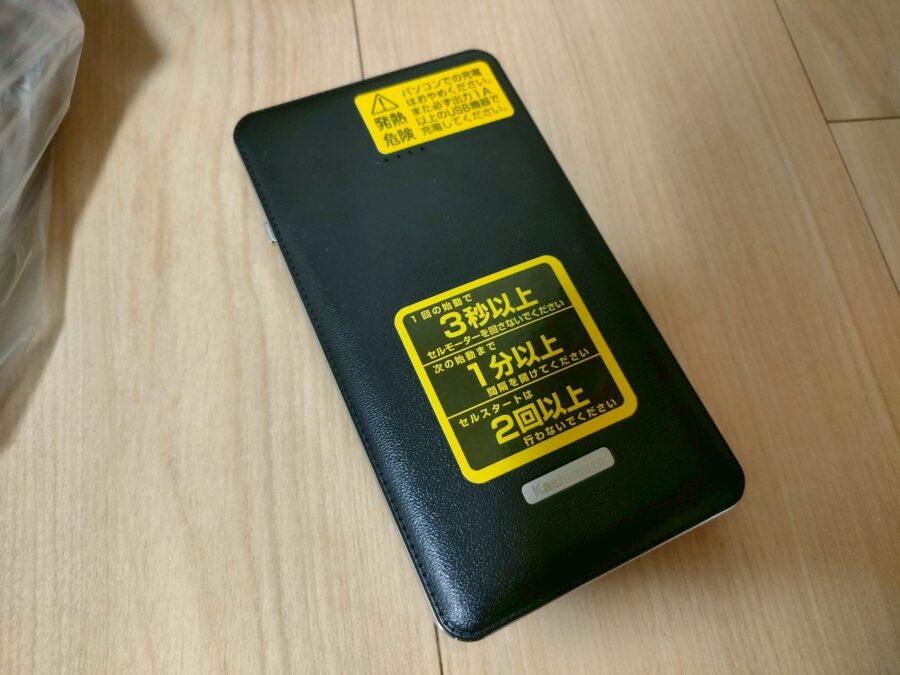 発熱
危険
パソコンでの充電
はおやめください。
また必ず出力1A
以上のUSB機器で
充電してください。
1回の始動で
3秒以上
セルモーターを回さないでください
次の始動まで
1分以上
間隔を開けてください
セルスタートは
2回以上
行わないでください
Kashimura